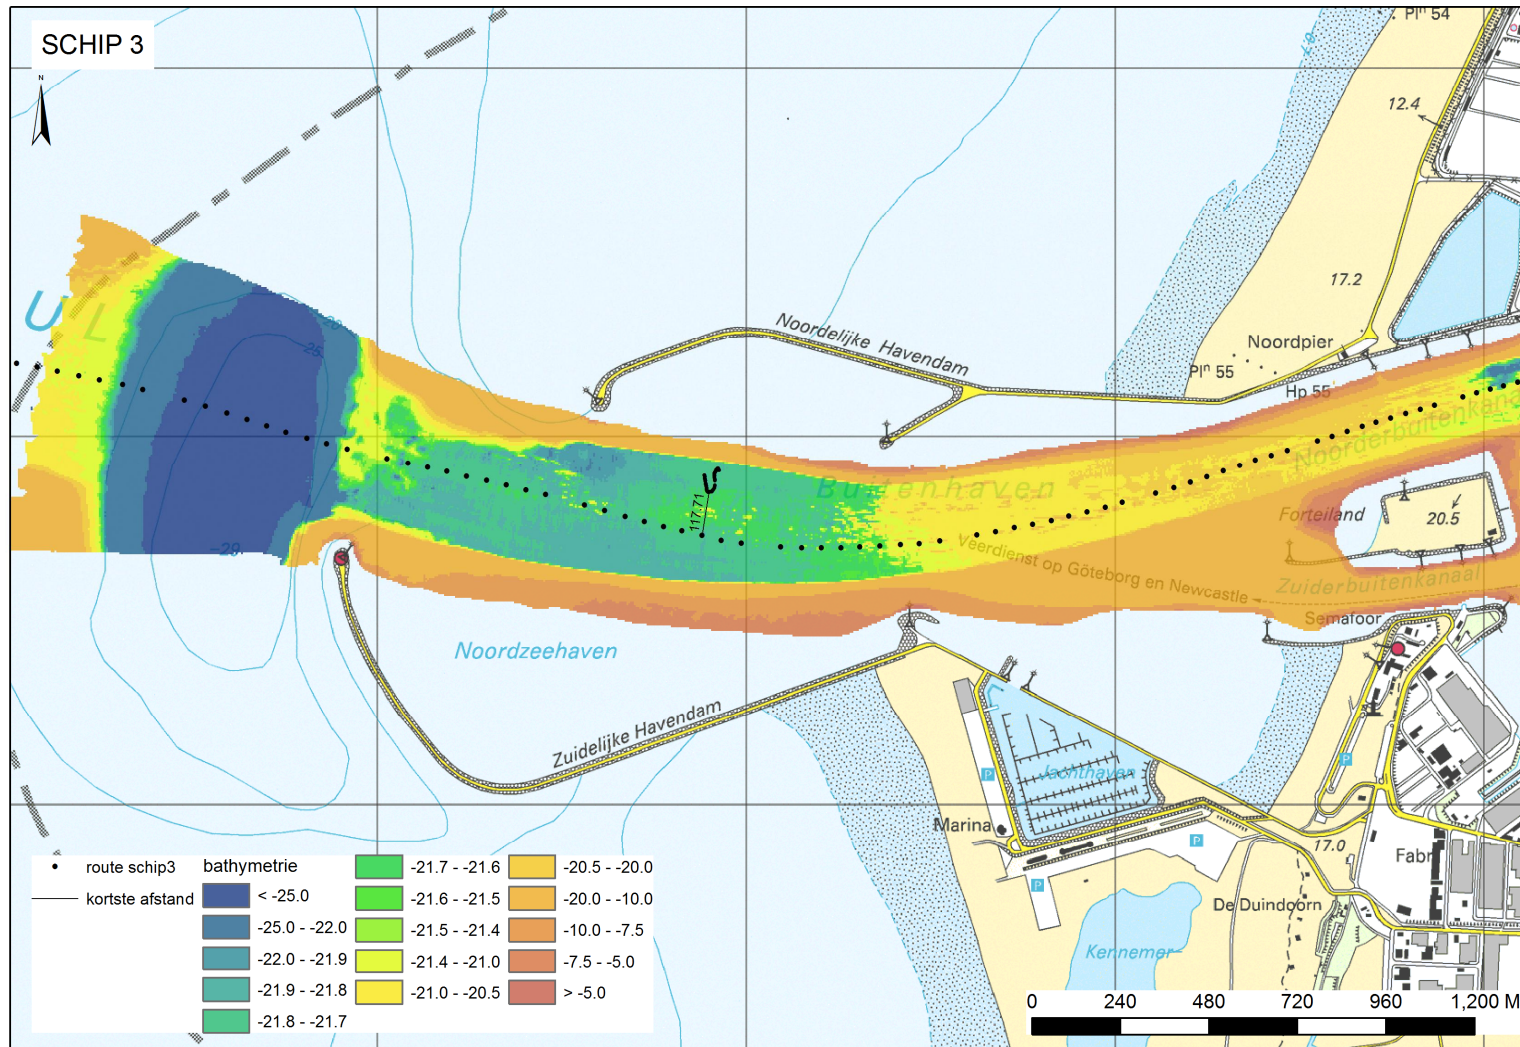 SCHIP 3
N
Plⁿ 54
12.4
17.2
U L
-20
-25
Noordelijke Havendam
Noordpier
Plⁿ 55
Hp 55
Noorderbuitenkanaal
Buitenhaven
117.71
Forteiland
20.5
Veerdienst op Göteborg en Newcastle
Zuiderbuitenkanaal
Semafoor
Noordzeehaven
Zuidelijke Havendam
P
Jachthaven
P
Marina
P
P
17.0
Fabr
De Duindoorn
Kennemer
route schip3
kortste afstand
bathymetrie
< -25.0
-25.0 - -22.0
-22.0 - -21.9
-21.9 - -21.8
-21.8 - -21.7
-21.7 - -21.6
-21.6 - -21.5
-21.5 - -21.4
-21.4 - -21.0
-21.0 - -20.5
-20.5 - -20.0
-20.0 - -10.0
-10.0 - -7.5
-7.5 - -5.0
> -5.0
0 240 480 720 960 1,200 M